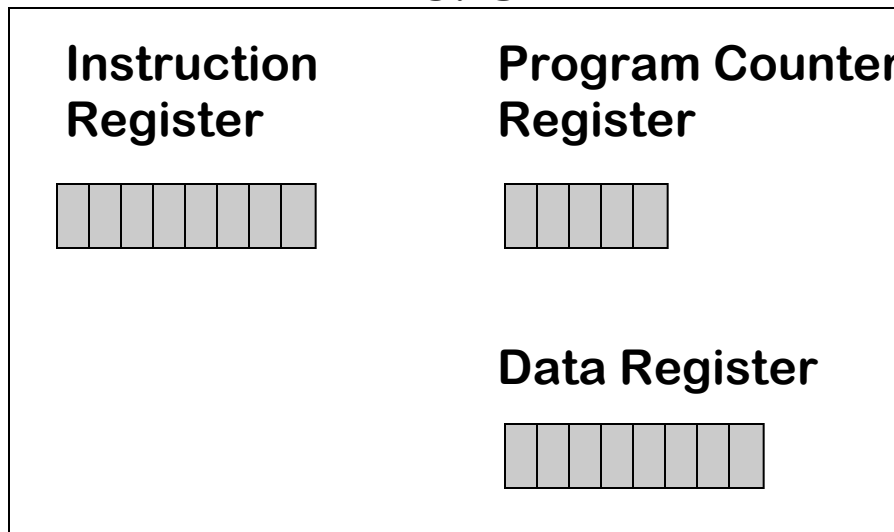 Instruction
Register
Program Counter
Register
Data Register